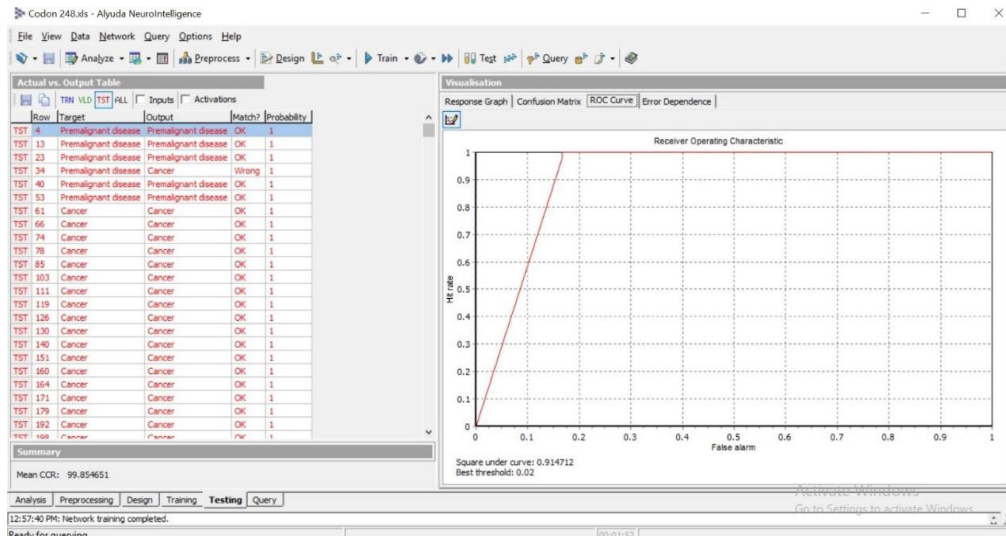 Codon 248.xls - Alyuda NeuroIntelligence
File View Data Network Query Options Help
Analyze Preprocess Design Train Test Query
Actual vs. Output Table
TRN VLD TST ALL Inputs Activations
Row Target Output Match? Probability
TST 4 Premalignant disease Premalignant disease OK 1
TST 13 Premalignant disease Premalignant disease OK 1
TST 23 Premalignant disease Premalignant disease OK 1
TST 34 Premalignant disease Cancer Wrong 1
TST 40 Premalignant disease Premalignant disease OK 1
TST 53 Premalignant disease Premalignant disease OK 1
TST 61 Cancer Cancer OK 1
TST 66 Cancer Cancer OK 1
TST 74 Cancer Cancer OK 1
TST 78 Cancer Cancer OK 1
TST 85 Cancer Cancer OK 1
TST 103 Cancer Cancer OK 1
TST 111 Cancer Cancer OK 1
TST 119 Cancer Cancer OK 1
TST 126 Cancer Cancer OK 1
TST 130 Cancer Cancer OK 1
TST 140 Cancer Cancer OK 1
TST 151 Cancer Cancer OK 1
TST 160 Cancer Cancer OK 1
TST 164 Cancer Cancer OK 1
TST 171 Cancer Cancer OK 1
TST 179 Cancer Cancer OK 1
TST 192 Cancer Cancer OK 1
TST 198 Cancer Cancer OK 1
Summary
Mean CCR: 99.854651
Visualisation
Response Graph Confusion Matrix ROC Curve Error Dependence
Receiver Operating Characteristic
1
0.9
0.8
0.7
0.6
0.5
0.4
0.3
0.2
0.1
0
Hit rate
0 0.1 0.2 0.3 0.4 0.5 0.6 0.7 0.8 0.9 1
False alarm
Square under curve: 0.914712
Best threshold: 0.02
Analysis Preprocessing Design Training Testing Query
Activate Windows
Go to Settings to activate Windows.
12:57:40 PM: Network training completed.
Ready for querying. 00:01:57